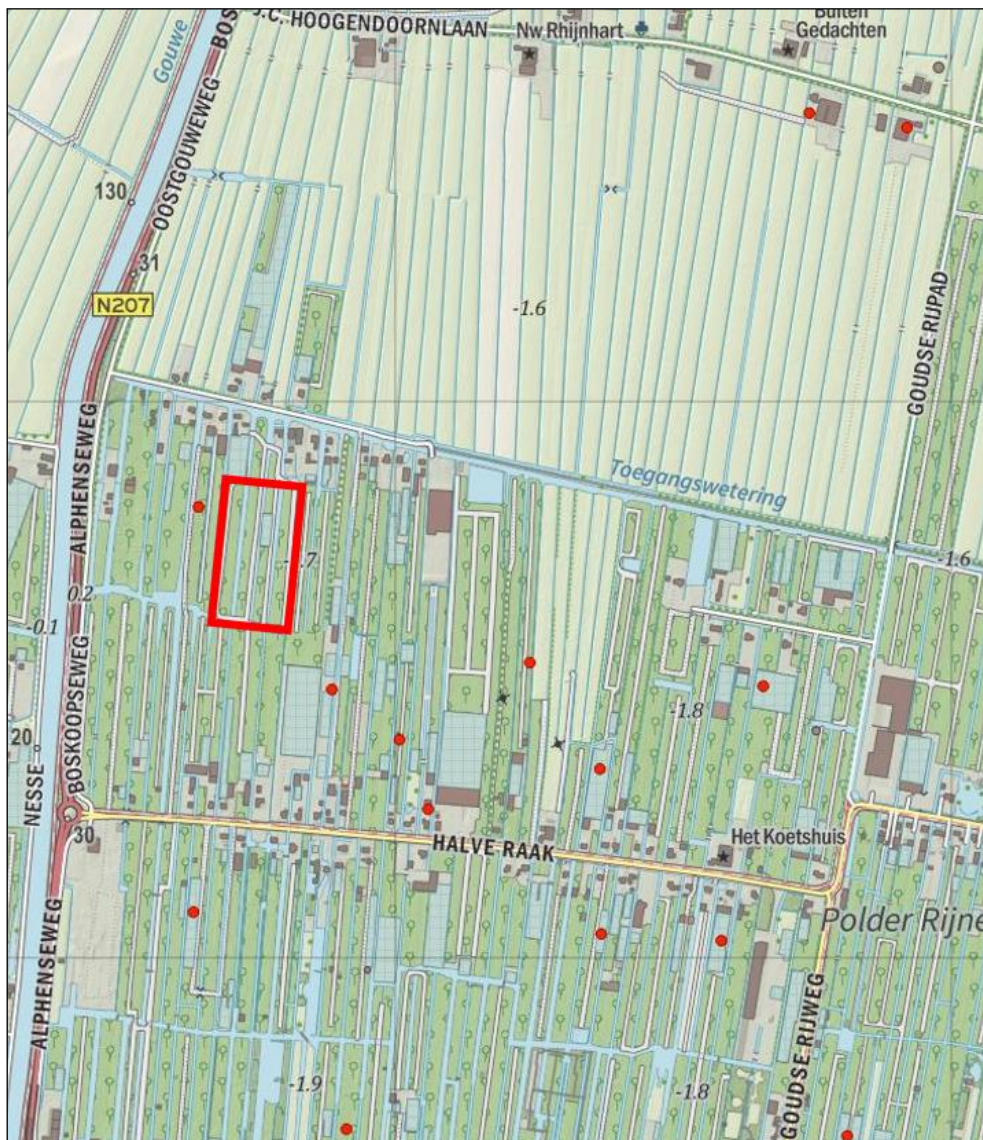 J.C. HOOGENDOORNLAAN
Nw Rhijnhart
Buiten
Gedachten
Gouwe
BOS
OOSTGOUWEWEG
130
31
N207
-1.6
GOUDSE RIJPAD
ALPHENSEWEG
Toegangswetering
-1.6
0.2
-0.1
BOSKOOPSEWEG
-1.8
20
NESSE
30
HALVE RAAK
Het Koetshuis
ALPHENSEWEG
Polder Rijne
GOUDSE RIJWEG
-1.9
-1.8